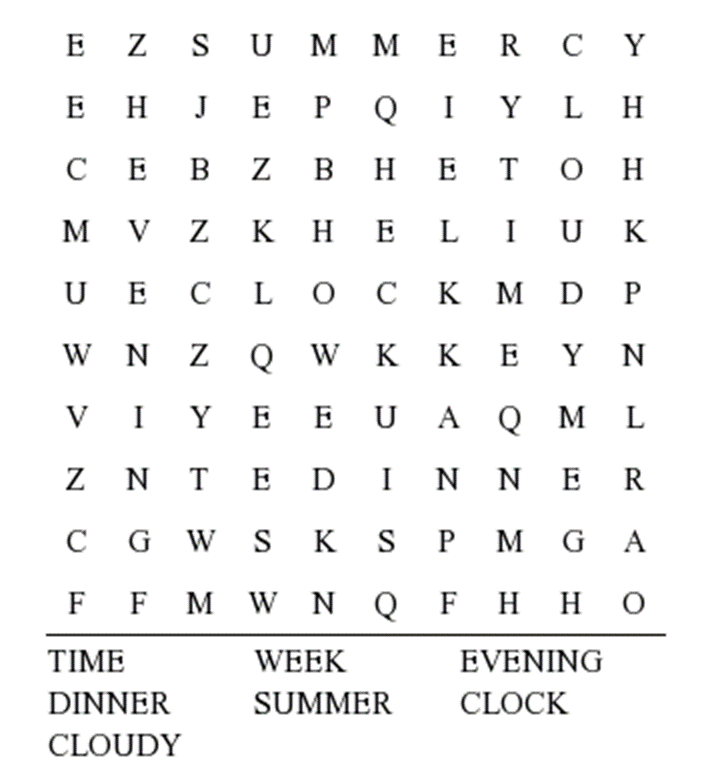 E Z S U M M E R C Y
E H J E P Q I Y L H
C E B Z B H E T O H
M V Z K H E L I U K
U E C L O C K M D P
W N Z Q W K K E Y N
V I Y E E U A Q M L
Z N T E D I N N E R
C G W S K S P M G A
F F M W N Q F H H O
TIME WEEK EVENING
DINNER SUMMER CLOCK
CLOUDY